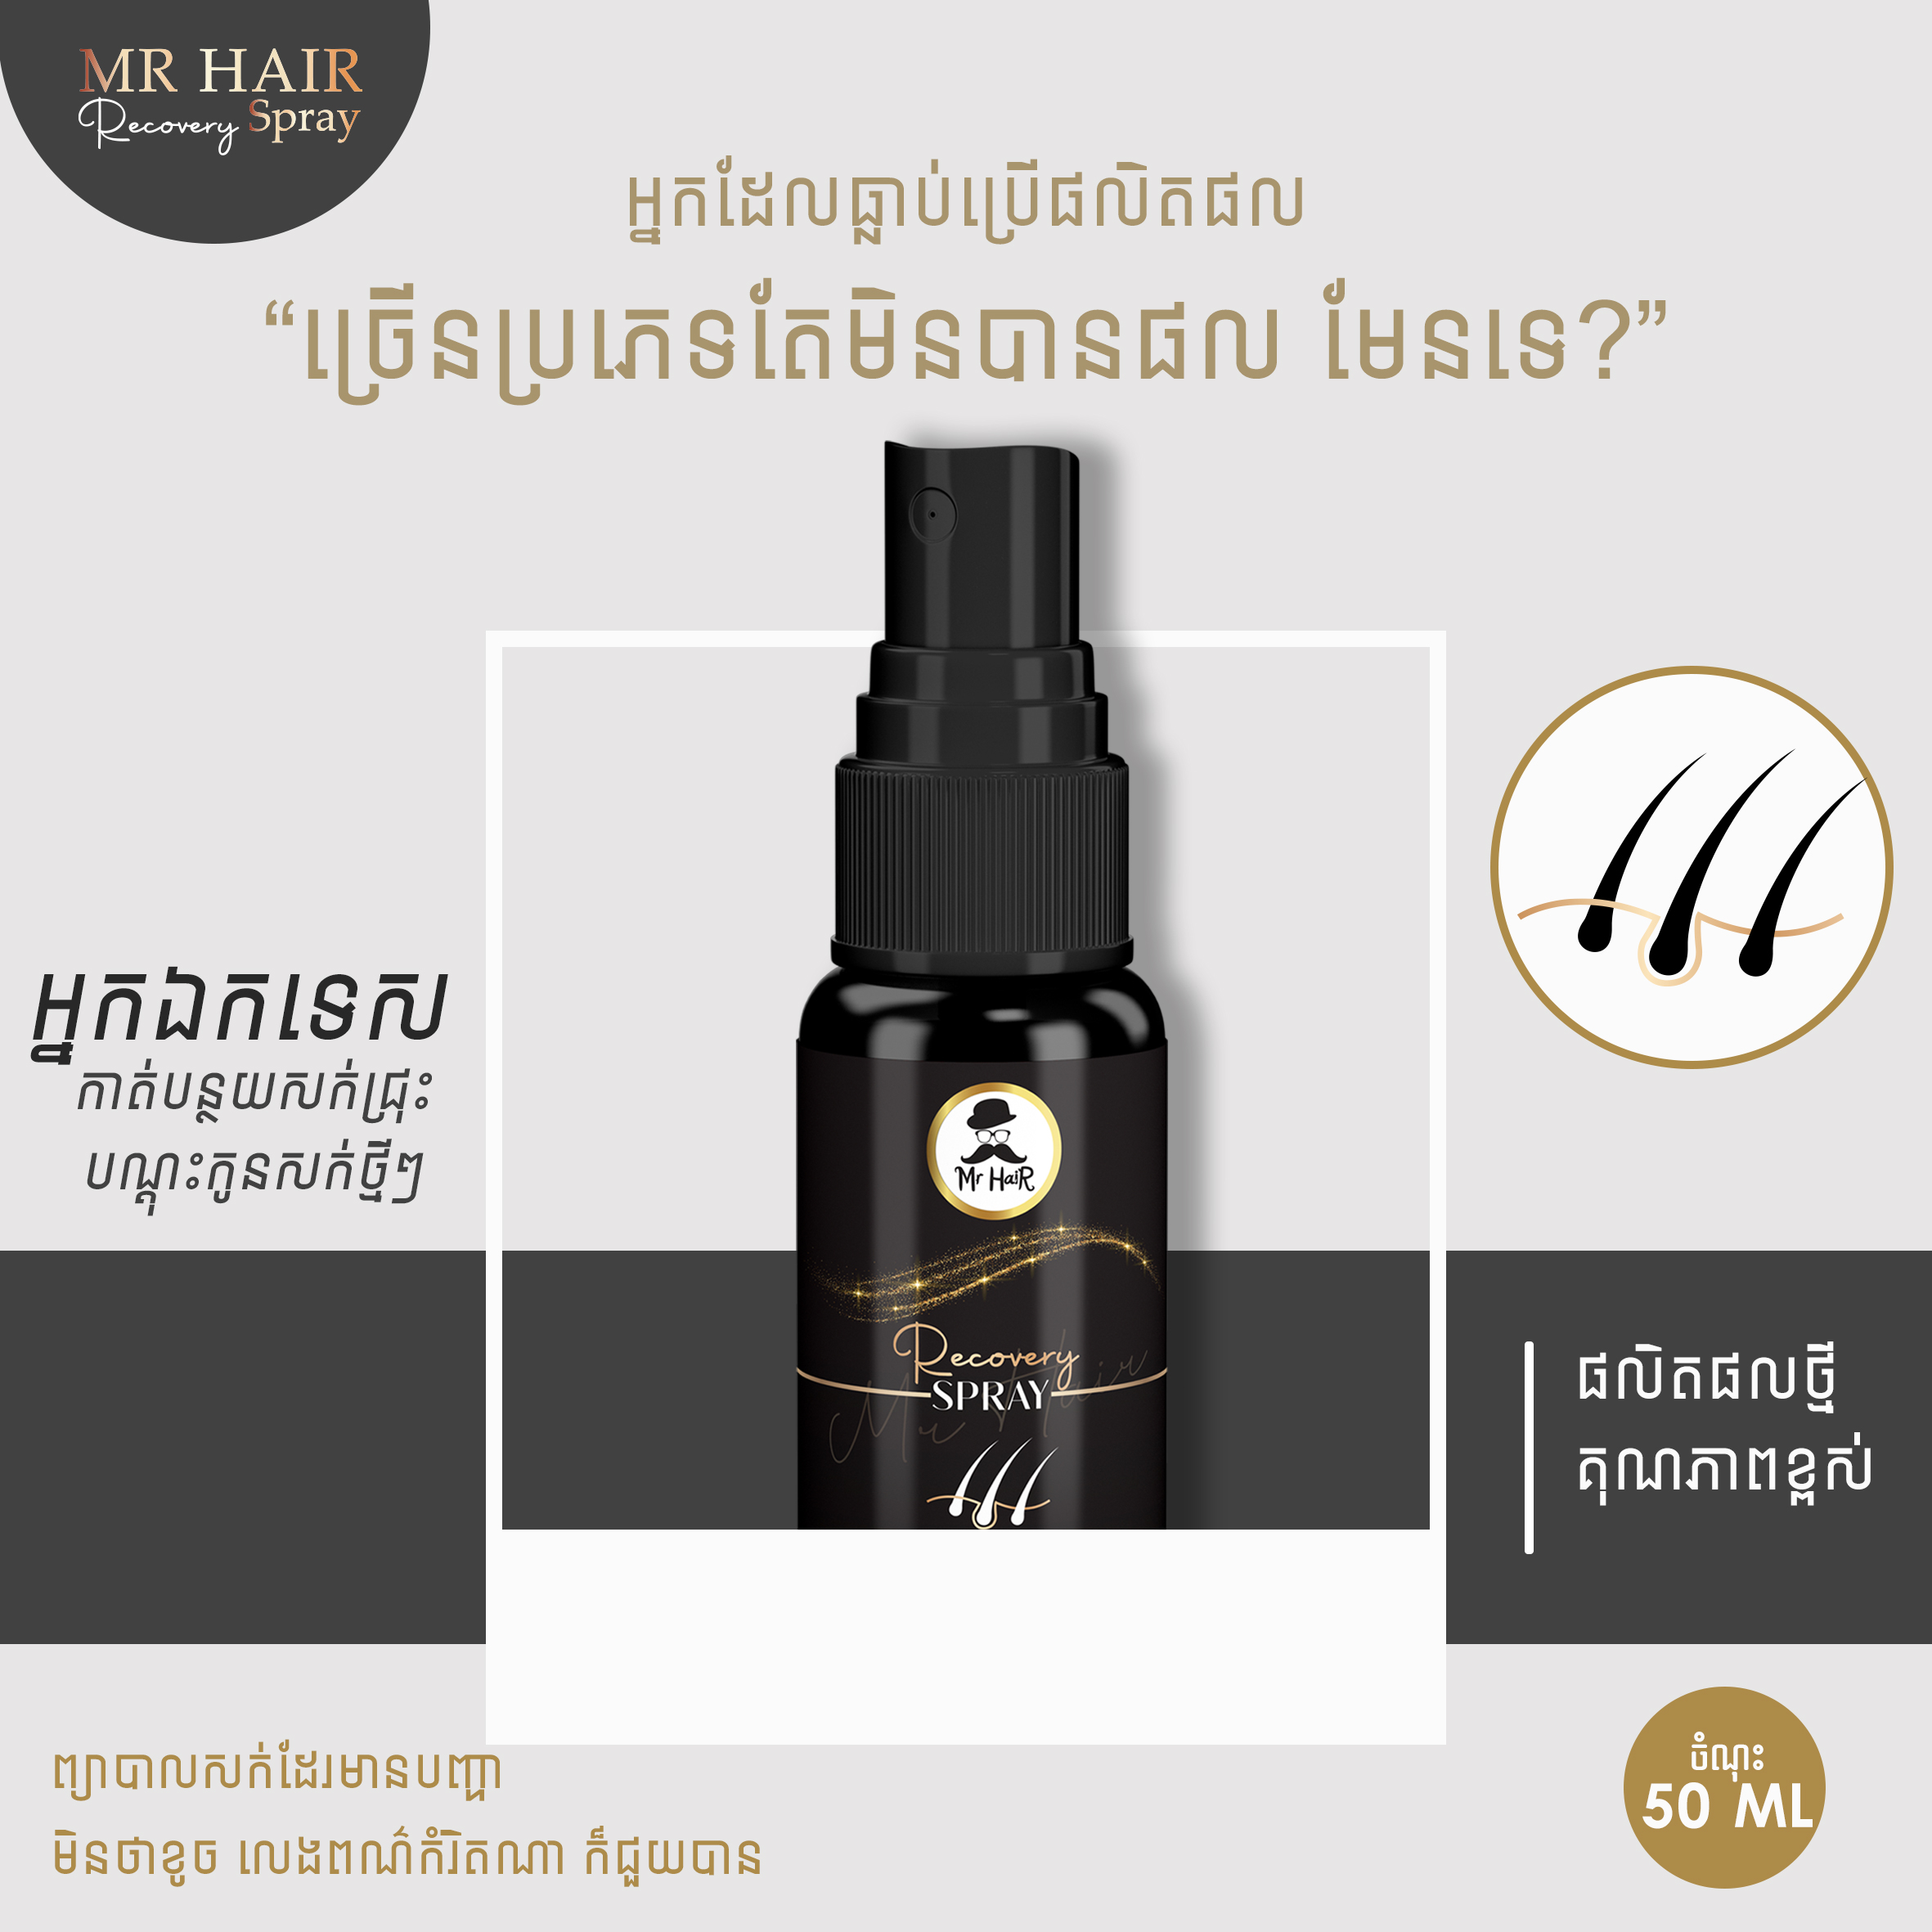 MR HAIR
Recovery Spray
អ្នកដែលធ្លាប់ប្រើផលិតផល
“ច្រើនប្រភេទតែមិនបានផល មែនទេ?”
អ្នកឯកទេស
កាត់បន្ថយសក់ជ្រុះ
បណ្ដុះកូនសក់ថ្មីៗ
Mr HaiR
Recovery
SPRAY
Mr Hair
ផលិតផលថ្មី
គុណភាពខ្ពស់
ព្យាបាលសក់ដែរមានបញ្ហា
មិនថាខូច លេងពណ៍កំរិតណា ក៏ជួយបាន
ចំណុះ
50 ML